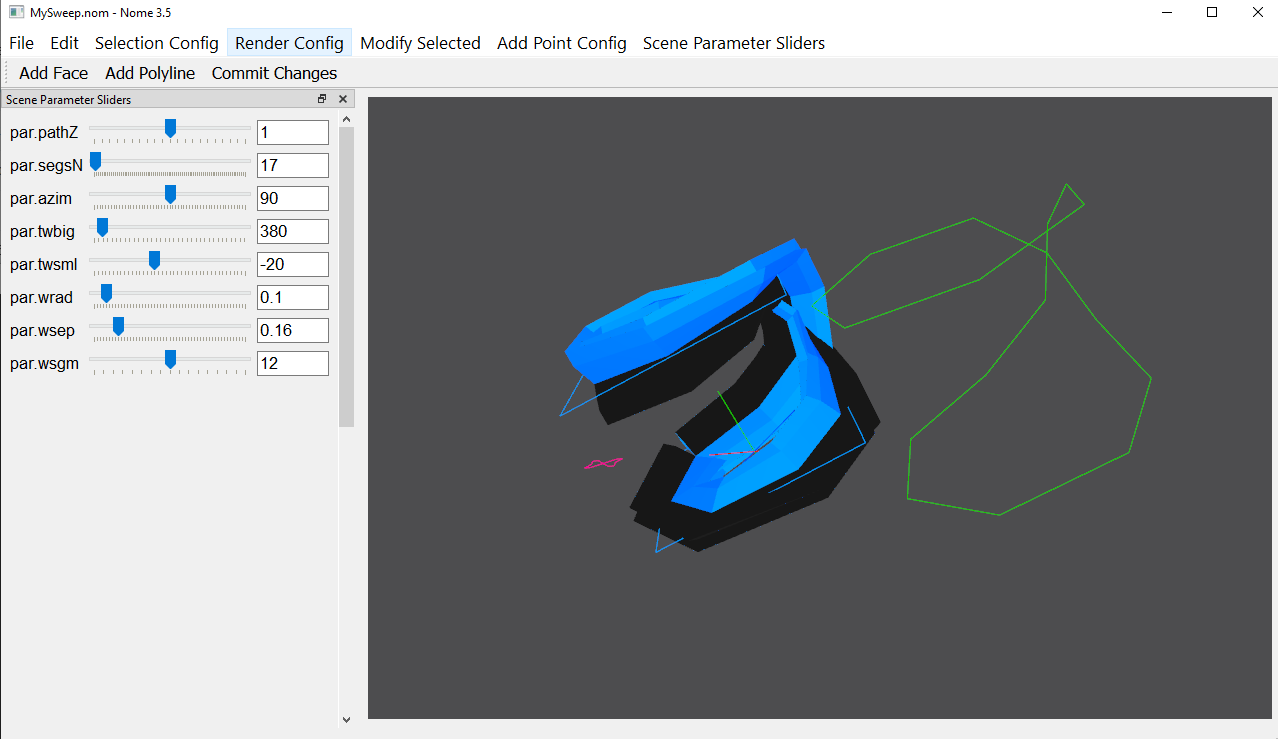 MySweep.nom - Nome 3.5
File Edit Selection Config Render Config Modify Selected Add Point Config Scene Parameter Sliders
Add Face Add Polyline Commit Changes
Scene Parameter Sliders
par.pathZ 1
par.segsN 17
par.azim 90
par.twbig 380
par.twsml -20
par.wrad 0.1
par.wsep 0.16
par.wsgm 12